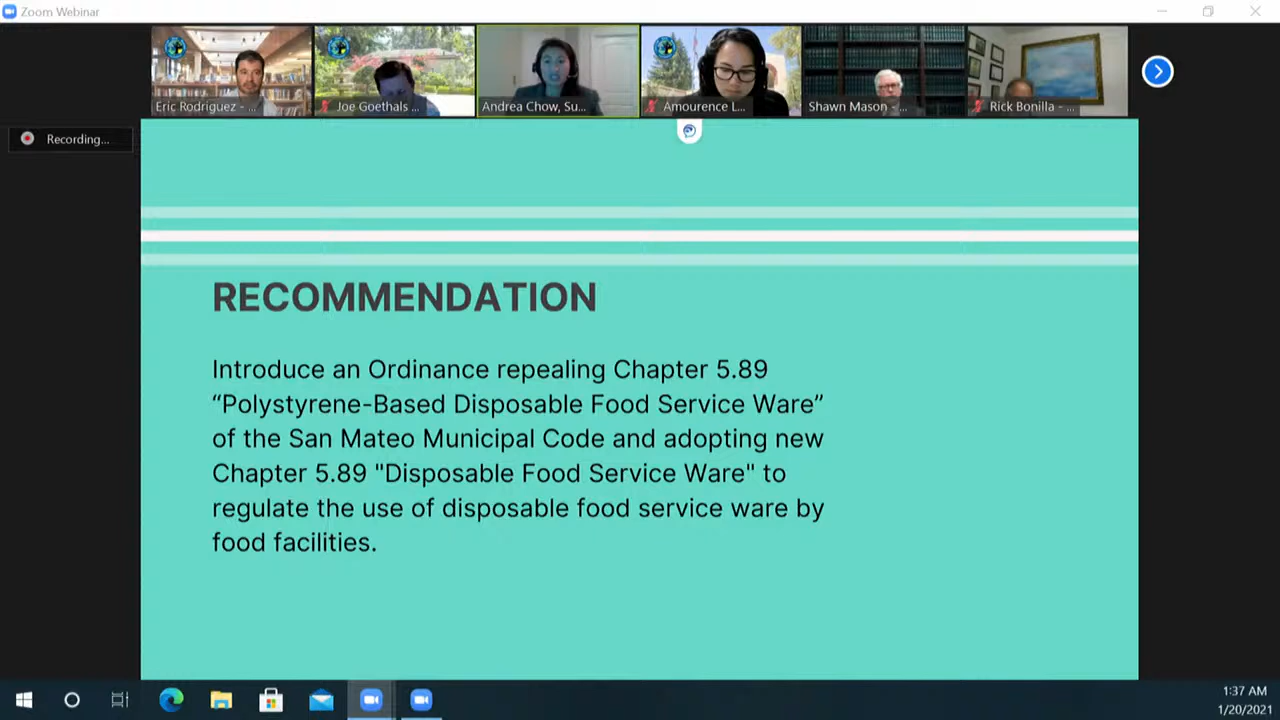 Zoom Webinar
Eric Rodriguez - ...
Joe Goethals ...
Andrea Chow, Su...
Amourence L...
Shawn Mason - ...
Rick Bonilla - ...
Recording...
RECOMMENDATION
Introduce an Ordinance repealing Chapter 5.89
“Polystyrene-Based Disposable Food Service Ware”
of the San Mateo Municipal Code and adopting new
Chapter 5.89 "Disposable Food Service Ware" to
regulate the use of disposable food service ware by
food facilities.
1:37 AM
1/20/2021